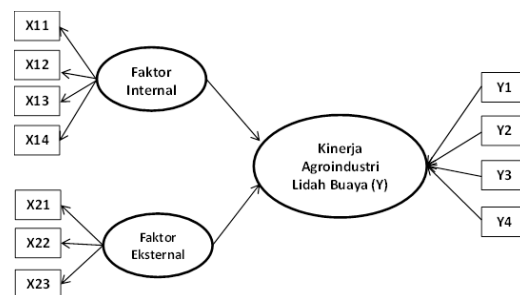 X11
X12
X13
X14
Faktor
Internal
X21
X22
X23
Faktor
Eksternal
Kinerja
Agroindustri
Lidah Buaya (Y)
Y1
Y2
Y3
Y4